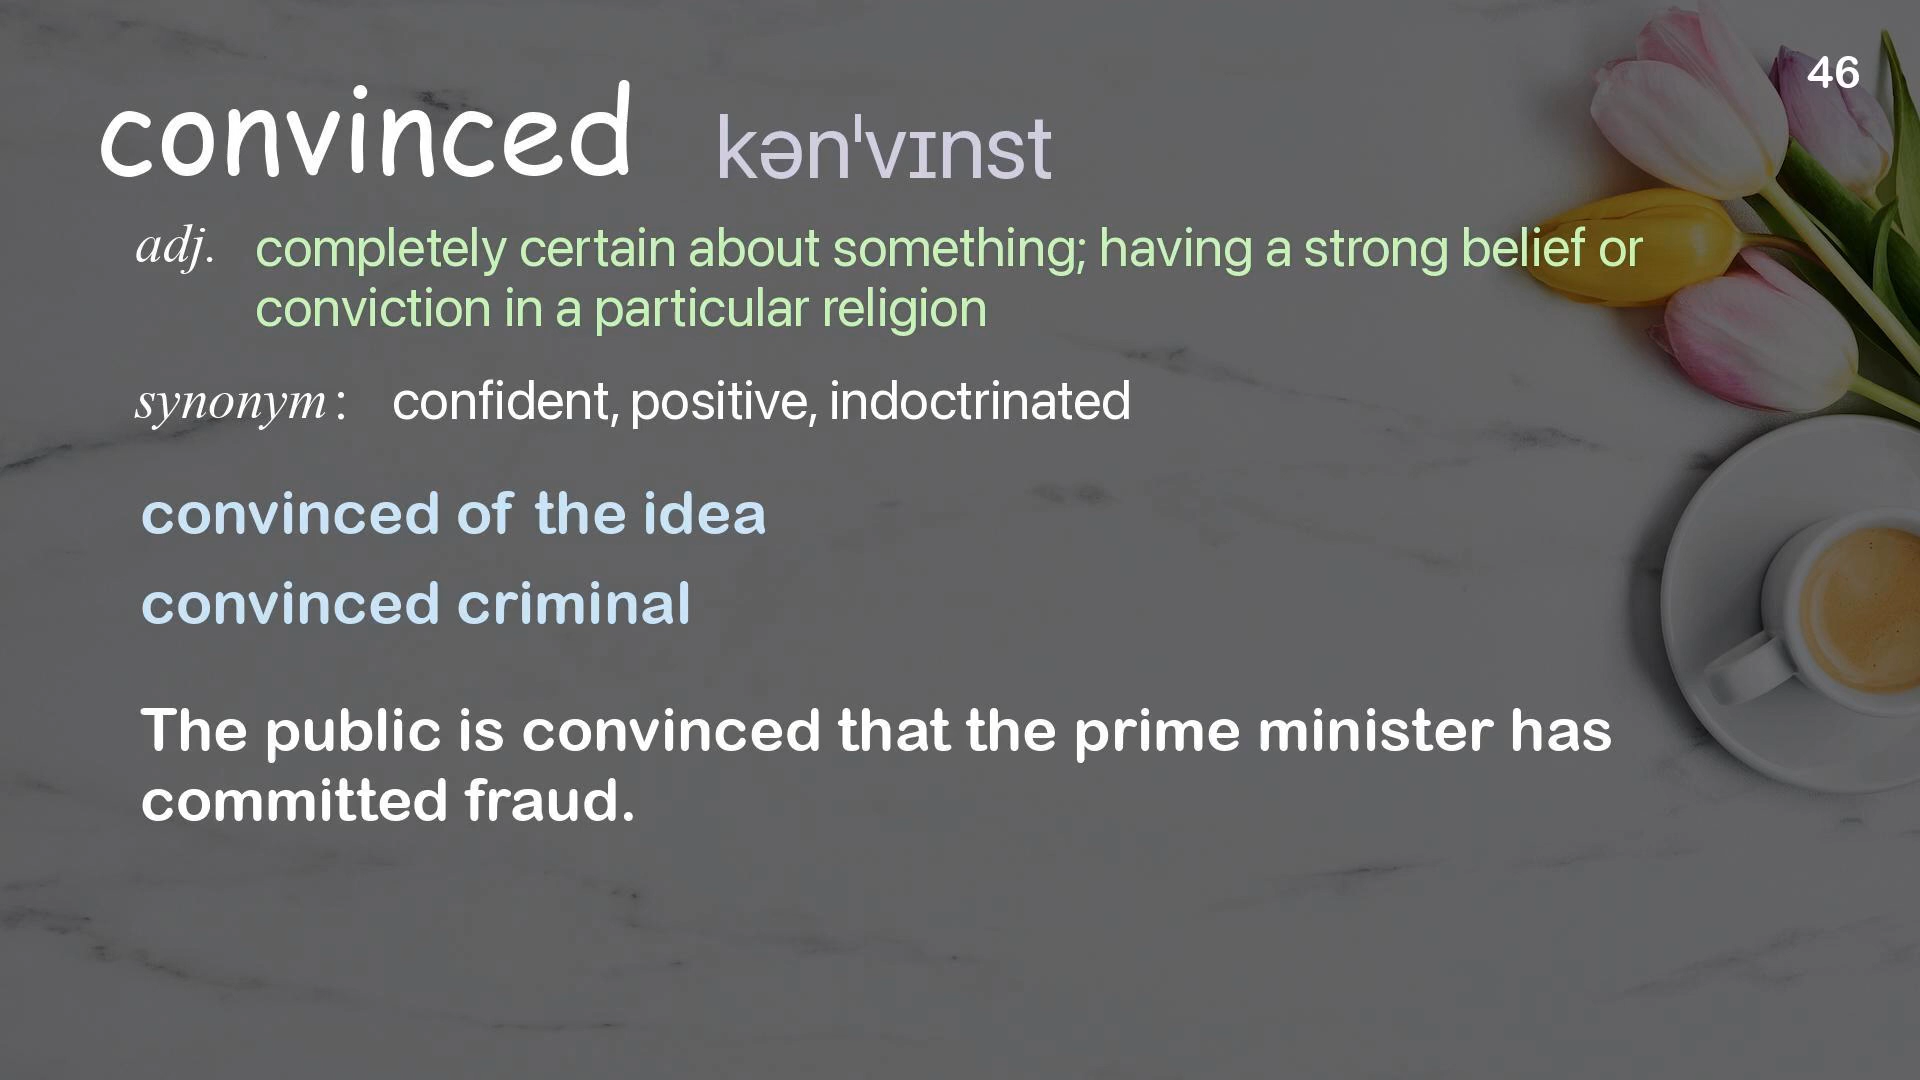 46
convinced kən'vɪnst
adj. completely certain about something; having a strong belief or
conviction in a particular religion
synonym: confident, positive, indoctrinated
convinced of the idea
convinced criminal
The public is convinced that the prime minister has
committed fraud.